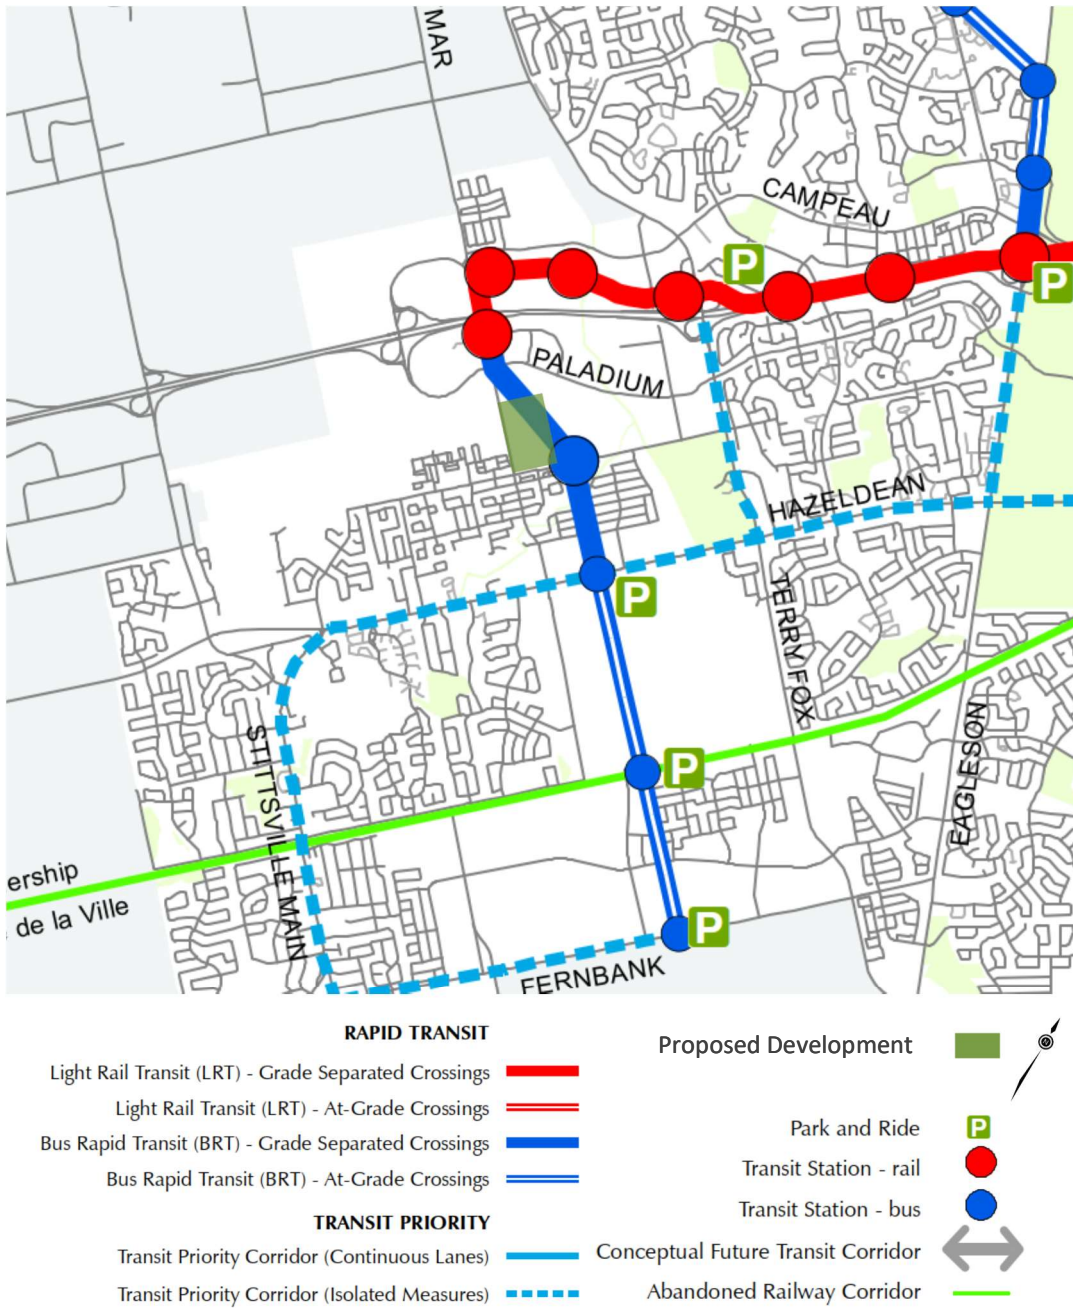 MAR
CAMPEAU
P
P
PALADIUM
HAZELDEAN
P
TERRY FOX
STITTSVILLE MAIN
EAGLESON
P
ership
de la Ville
P
FERNBANK
RAPID TRANSIT
Light Rail Transit (LRT) - Grade Separated Crossings
Light Rail Transit (LRT) - At-Grade Crossings
Bus Rapid Transit (BRT) - Grade Separated Crossings
Bus Rapid Transit (BRT) - At-Grade Crossings
TRANSIT PRIORITY
Transit Priority Corridor (Continuous Lanes)
Transit Priority Corridor (Isolated Measures)
Proposed Development
Park and Ride P
Transit Station - rail
Transit Station - bus
Conceptual Future Transit Corridor
Abandoned Railway Corridor